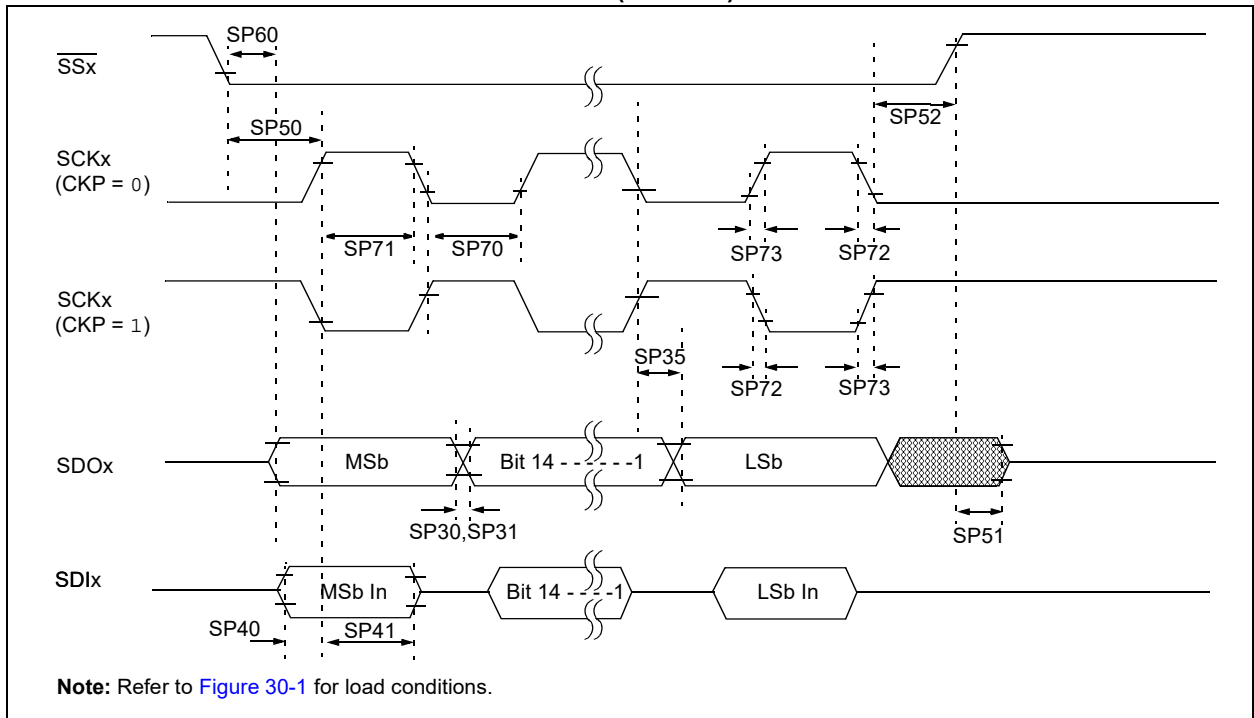 SP60
SSx
SP50
SP52
SCKx
(CKP = 0)
SP71
SP70
SP73
SP72
SCKx
(CKP = 1)
SP35
SP72
SP73
SDOx
MSb
Bit 14 - - - - - -1
LSb
SP30,SP31
SP51
SDIx
MSb In
Bit 14 - - - -1
LSb In
SP40
SP41
Note: Refer to Figure 30-1 for load conditions.